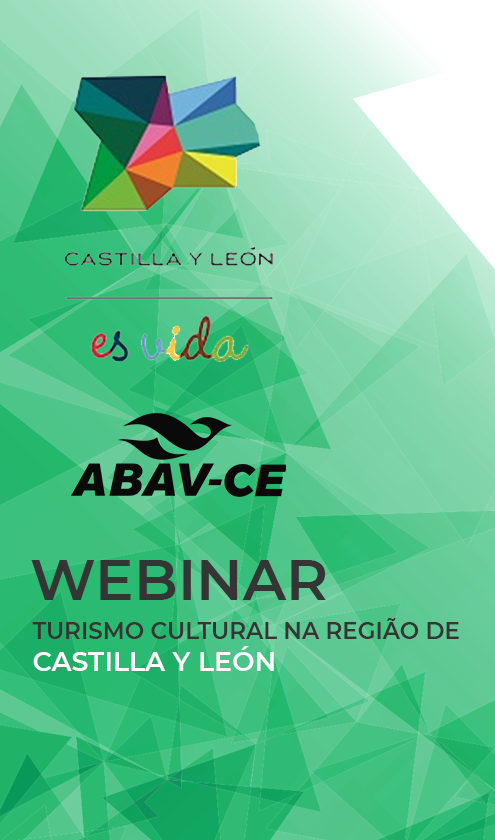 CASTILLA Y LEÓN
es vida
ABAV-CE
WEBINAR
TURISMO CULTURAL NA REGIÃO DE
CASTILLA Y LEÓN